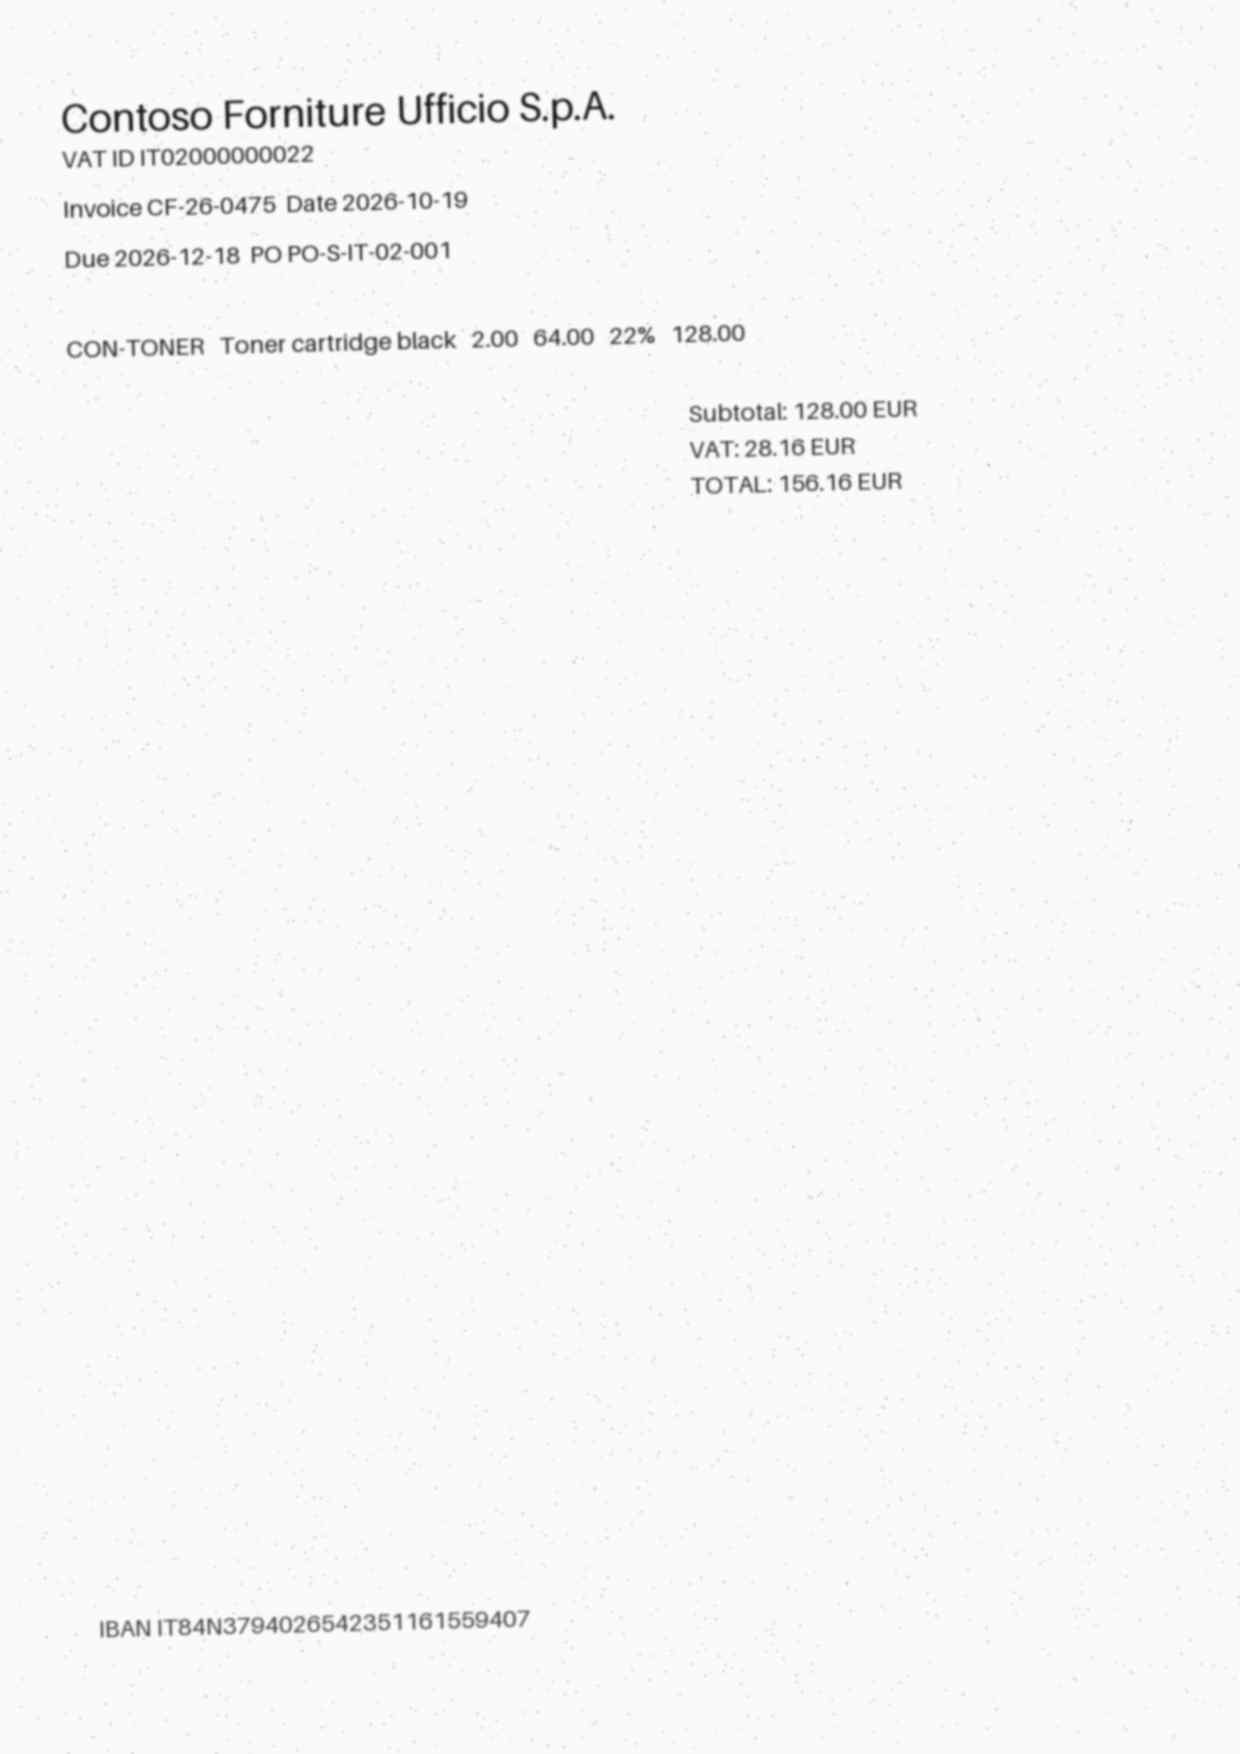 Contoso Forniture Ufficio S.p.A.
VAT ID IT02000000022
Invoice CF-26-0475 Date 2026-10-19
Due 2026-12-18 PO PO-S-IT-02-001
CON-TONER Toner cartridge black 2.00 64.00 22% 128.00
Subtotal: 128.00 EUR
VAT: 28.16 EUR
TOTAL: 156.16 EUR
IBAN IT84N3794026542351161559407